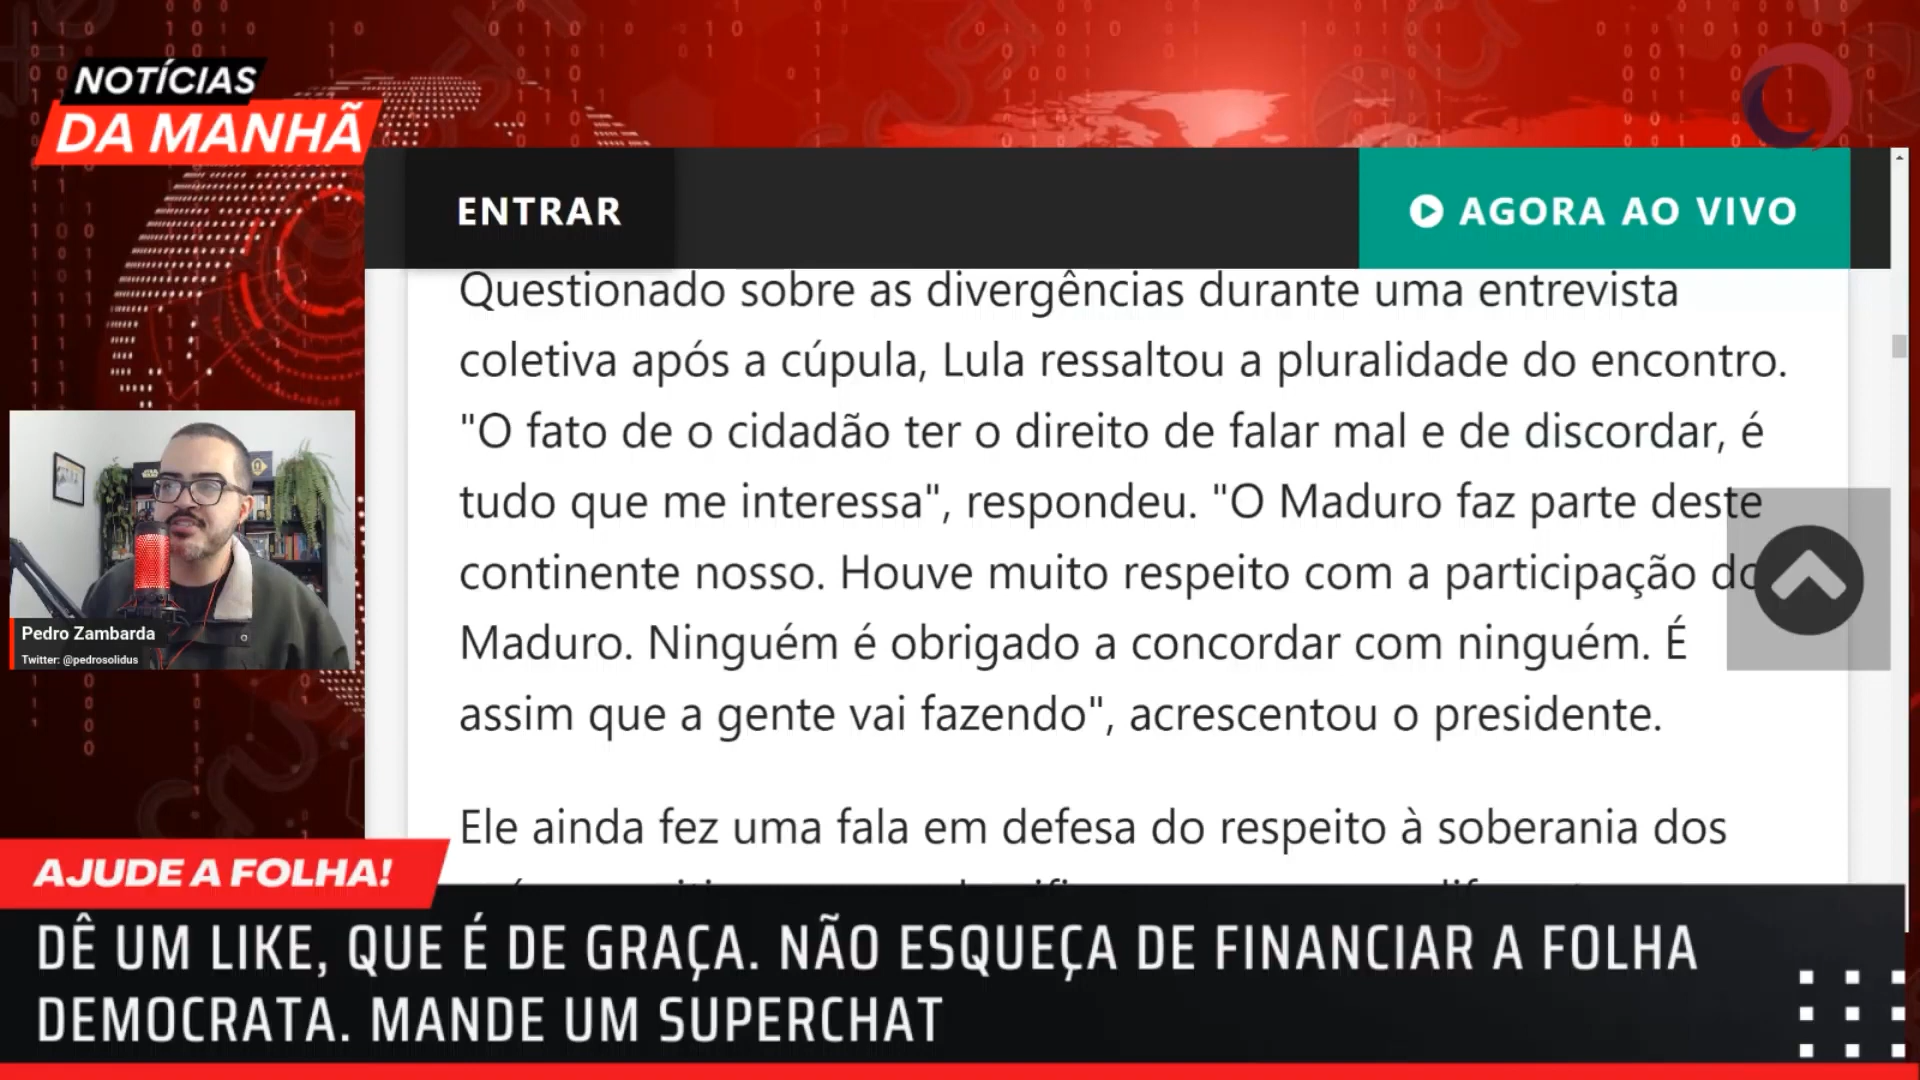 NOTÍCIAS
DA MANHÃ
ENTRAR
AGORA AO VIVO
Questionado sobre as divergências durante uma entrevista
coletiva após a cúpula, Lula ressaltou a pluralidade do encontro.
"O fato de o cidadão ter o direito de falar mal e de discordar, é
tudo que me interessa", respondeu. "O Maduro faz parte deste
continente nosso. Houve muito respeito com a participação do
Maduro. Ninguém é obrigado a concordar com ninguém. É
assim que a gente vai fazendo", acrescentou o presidente.
Ele ainda fez uma fala em defesa do respeito à soberania dos
Pedro Zambarda
Twitter: @pedrosolidus
AJUDE A FOLHA!
DÊ UM LIKE, QUE É DE GRAÇA. NÃO ESQUEÇA DE FINANCIAR A FOLHA
DEMOCRATA. MANDE UM SUPERCHAT